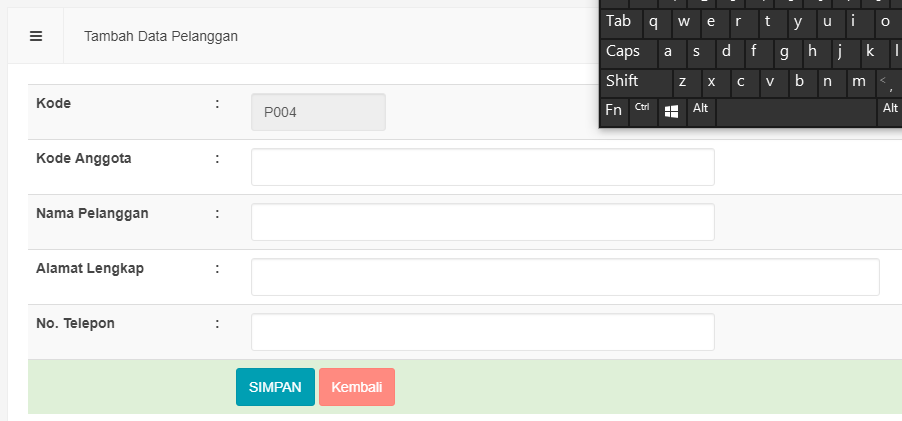 Tambah Data Pelanggan
Tab q w e r t y u i o
Caps a s d f g h j k l
Shift z x c v b n m < ,
Fn Ctrl Alt Alt
Kode : P004
Kode Anggota :
Nama Pelanggan :
Alamat Lengkap :
No. Telepon :
SIMPAN Kembali